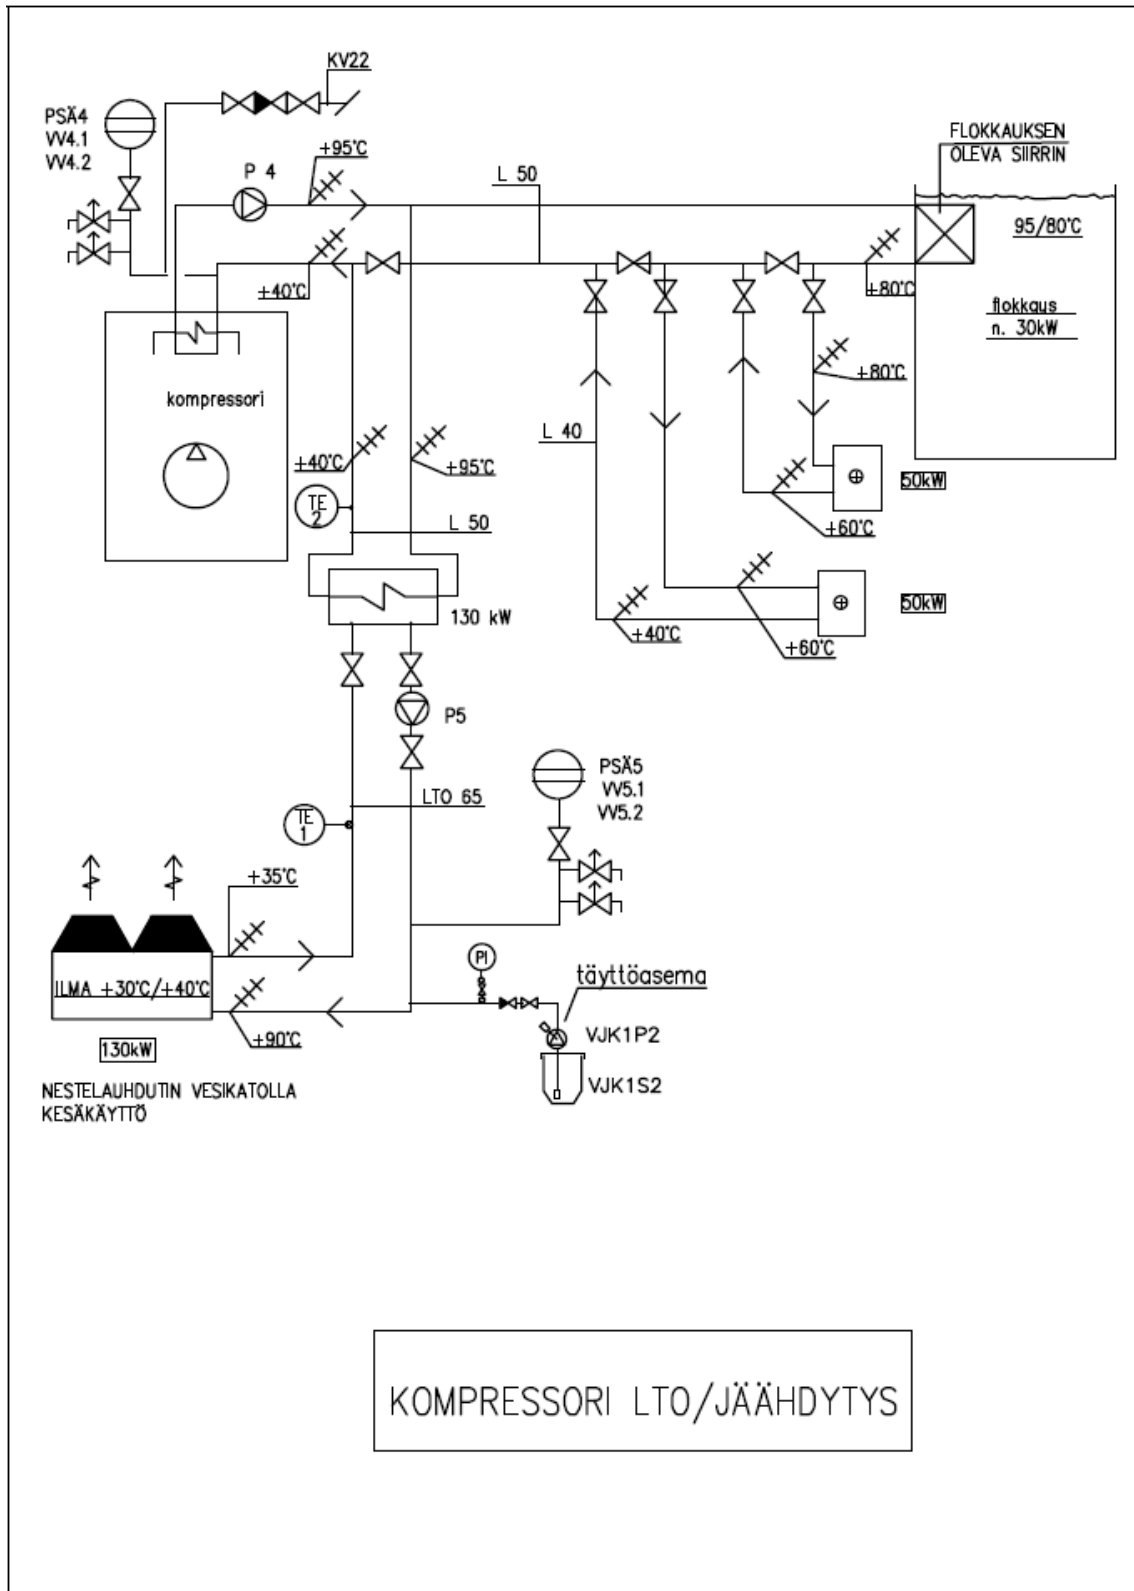 KV22
PSÄ4
VV4.1
VV4.2
P 4
+95°C
L 50
FLOKKAUKSEN
OLEVA SIIRRIN
95/80°C
+40°C
+80°C
flokkaus
n. 30kW
+80°C
kompressori
L 40
+40°C
+95°C
50kW
TE
2
L 50
+60°C
50kW
130 kW
+40°C
+60°C
P5
PSÄ5
VV5.1
VV5.2
LTO 65
TE
1
+35°C
PI
täyttöasema
ILMA +30°C/+40°C
+90°C
VJK1P2
130kW
VJK1S2
NESTELAUHDUTIN VESIKATOLLA
KESÄKÄYTTÖ
KOMPRESSORI LTO/JÄÄHDYTYS